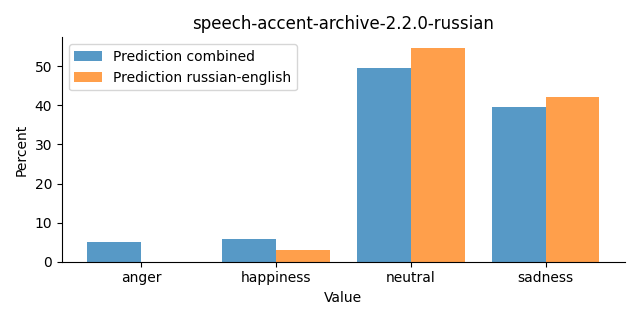 speech-accent-archive-2.2.0-russian
Prediction combined
Prediction russian-english
Percent
50
40
30
20
10
0
anger happiness neutral sadness
Value